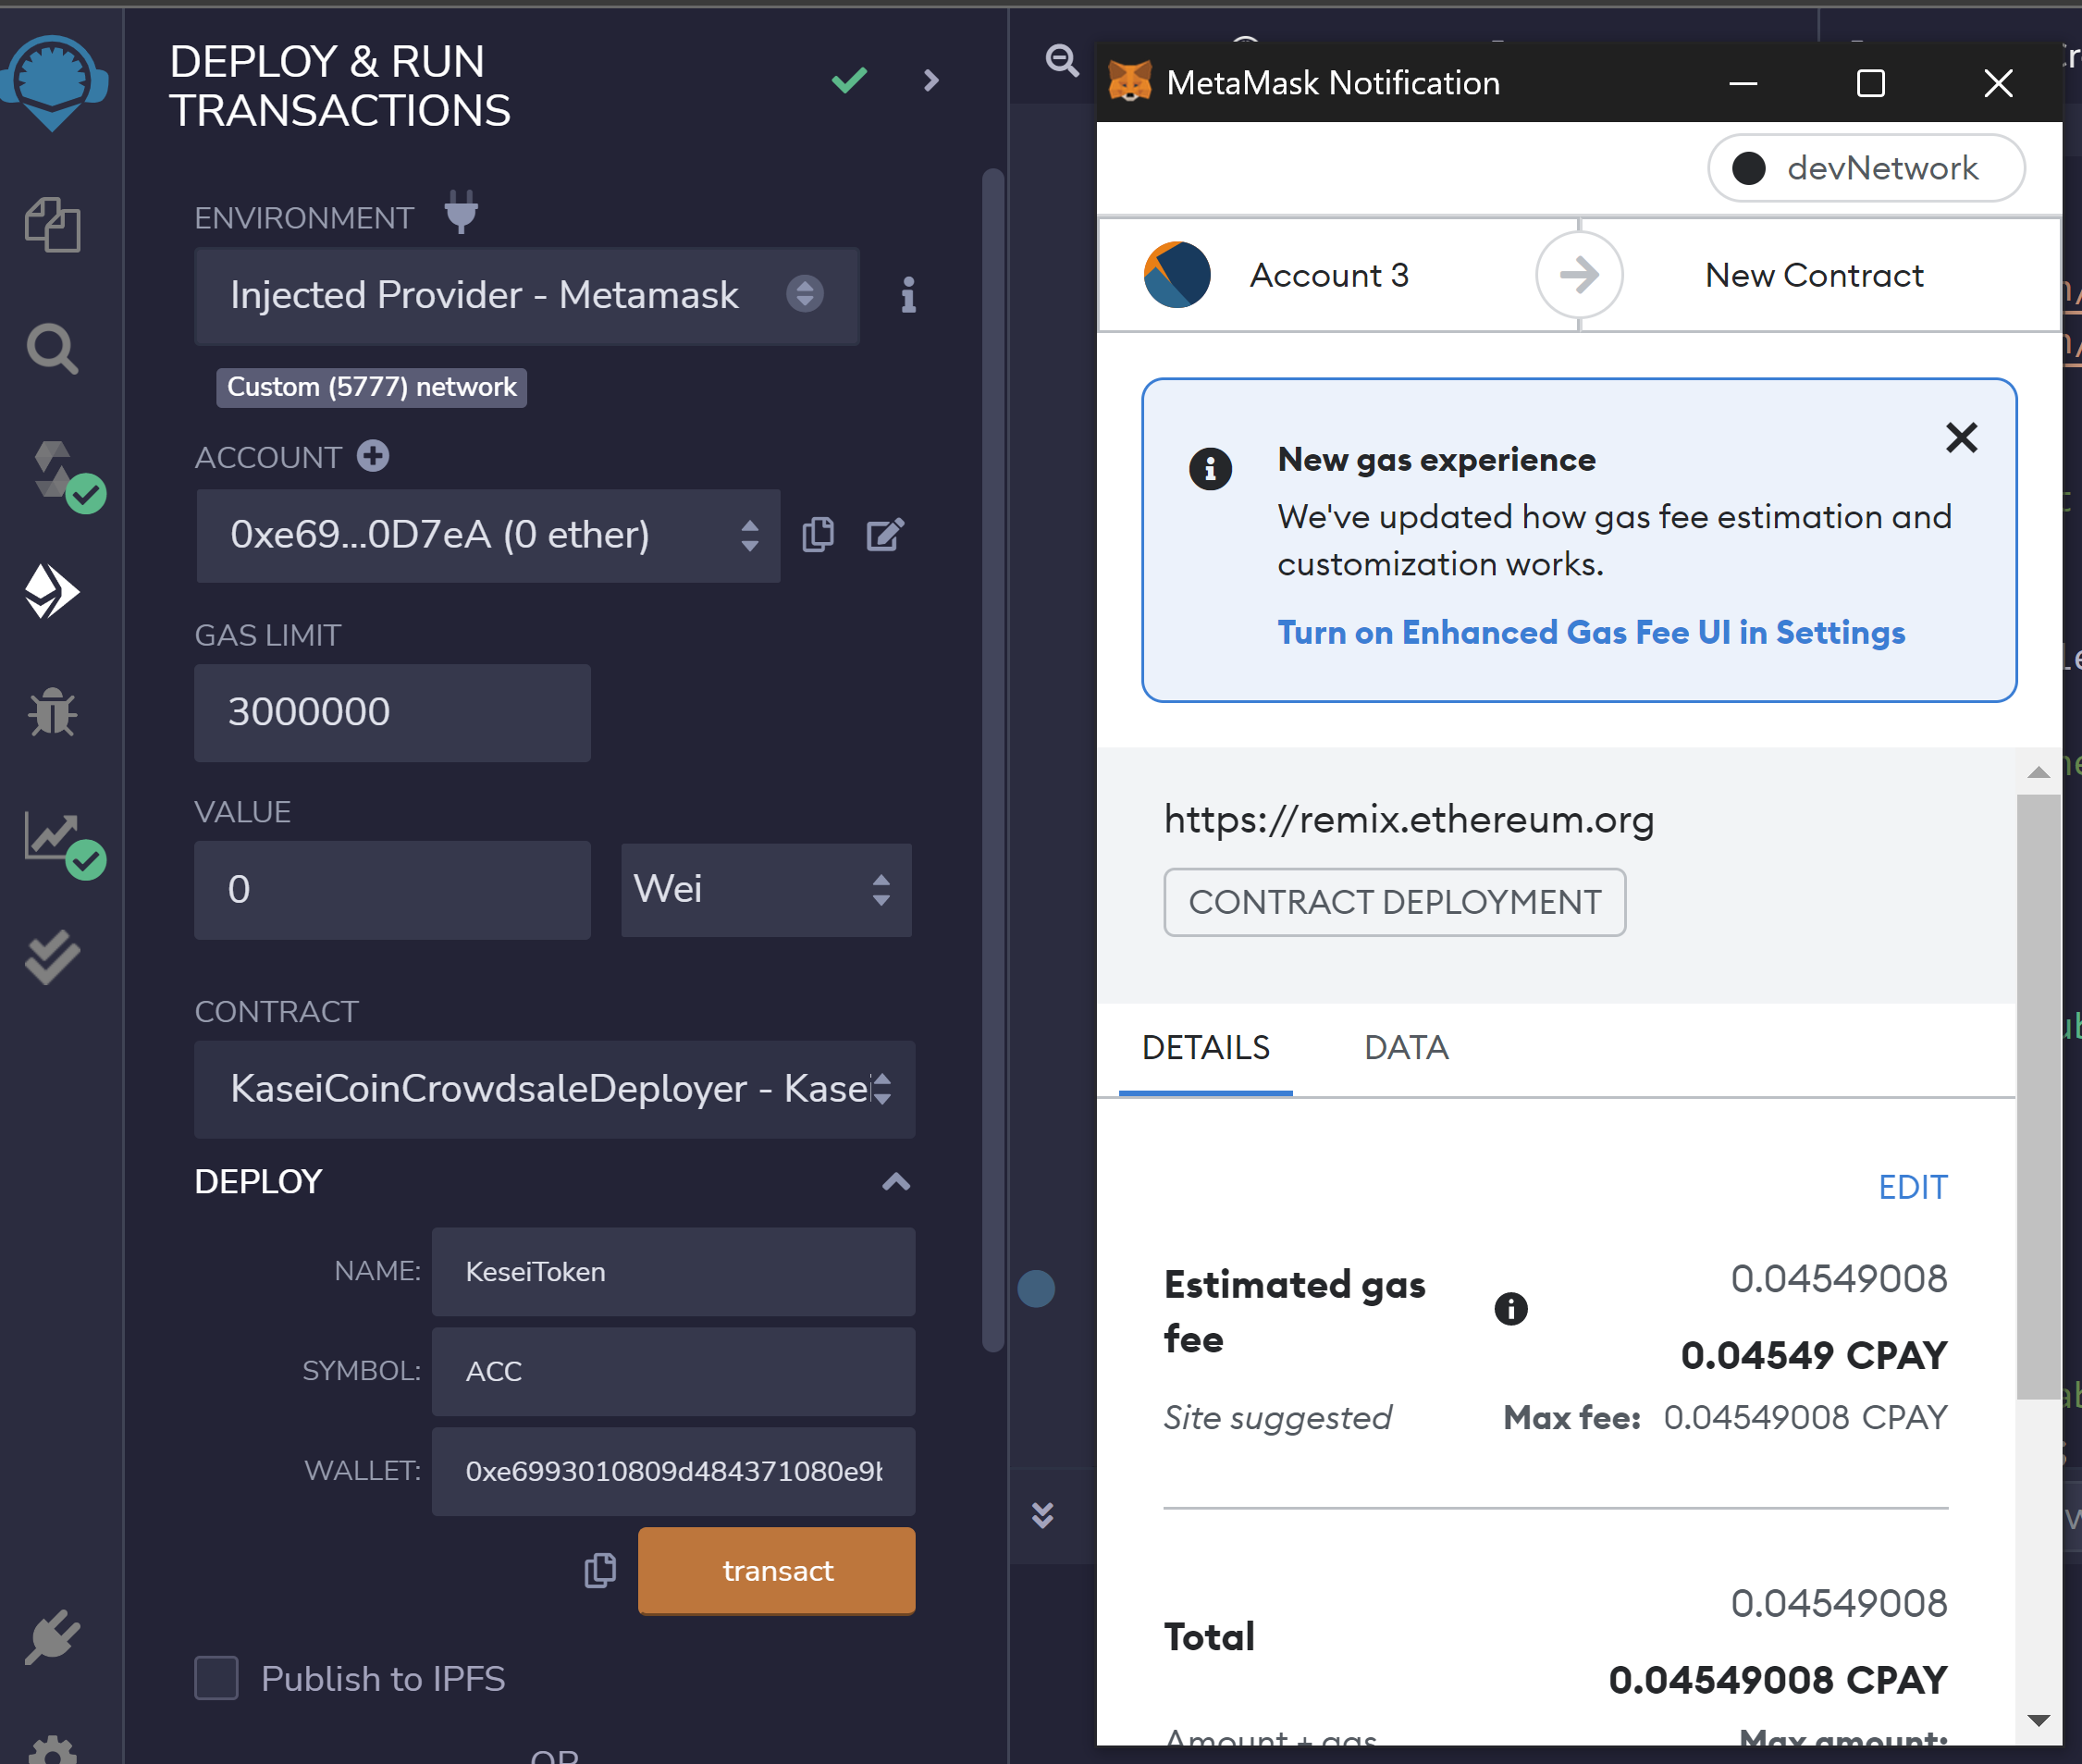 DEPLOY & RUN
TRANSACTIONS
ENVIRONMENT
Injected Provider - Metamask
Custom (5777) network
ACCOUNT
0xe69...0D7eA (0 ether)
GAS LIMIT
3000000
VALUE
0
Wei
CONTRACT
KaseiCoinCrowdsaleDeployer - Kasei
DEPLOY
NAME: KeseiToken
SYMBOL: ACC
WALLET: 0xe6993010809d484371080e9b
transact
Publish to IPFS
OR
MetaMask Notification
devNetwork
Account 3
New Contract
New gas experience
We've updated how gas fee estimation and
customization works.
Turn on Enhanced Gas Fee UI in Settings
https://remix.ethereum.org
CONTRACT DEPLOYMENT
DETAILS
DATA
EDIT
Estimated gas
fee
0.04549008
0.04549 CPAY
Site suggested
Max fee: 0.04549008 CPAY
Total
0.04549008
0.04549008 CPAY
Amount + gas
Max amount: